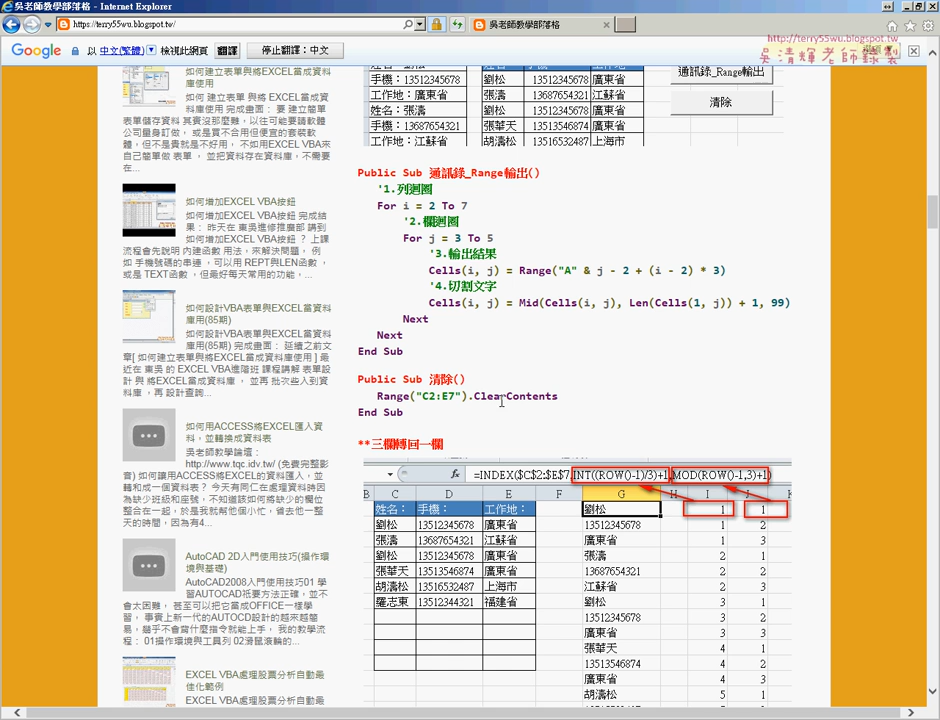 吳老師教學部落格 - Internet Explorer
https://terry55wu.blogspot.tw/
吳老師教學部落格
http://terry55wu.blogspot.tw
吳清輝老師錄製
Google 以 中文(繁體) 檢視此網頁 翻譯 停止翻譯：中文
如何建立表單與將EXCEL當成資料庫使用
如何 建立表單 與將 EXCEL當成資料庫使用 完成畫面： 要 建立簡單
表單儲存資料 其實沒那麼難，以往可能要請軟體
公司量身訂做， 或是買不合用但便宜的套裝軟
體，但不是貴就是不好用， 不如用EXCEL VBA來
自己簡單做 表單 ， 並把資料存在資料庫，不需要
在...
如何增加EXCEL VBA按鈕
如何增加EXCEL VBA按鈕 完成結
果： 昨天在 東吳進修推廣部 講到
如何增加EXCEL VBA按鈕 ？ 上課
流程會先說明 內建函數 用法，來解決問題， 例
如 手機號碼的串連 ，可以用 REPT與LEN函數 ，
或是 TEXT函數 ，但最好每天常用的功能，...
如何設計VBA表單與EXCEL資料
庫用(85期)
如何設計VBA表單與EXCEL資料
庫用(85期) 完成畫面： 延續之前文
章[ 如何建立表單與將EXCEL當成資料庫使用 ] 最
近在 東吳 的 EXCEL VBA進階班 課程講解 表單設
計 與 將EXCEL當成資料庫 ， 並再 批次些人到資
料庫，再 設計查詢...
如何用ACCESS將EXCEL匯入資
料，並轉換成資料表
吳老師教學論壇：
http://www.tqc.idv.tw/ (免費完整影
音) 如何讓用ACCESS將EXCEL的資料匯入，並
轉和成一個資料表？ 今天有同仁在處理資料時因
為缺少班級和座號，不知道該如何將缺少的欄位
整合在一起，於是我就幫他個小忙，省去他一整
天的時間，因為有4...
AutoCAD 2D入門使用技巧(操作環
境與基礎)
AutoCAD2008入門使用技巧01 學
習AUTOCAD祇要方法正確，並不
會太困難， 甚至可以把它當成OFFICE一樣學
習， 事實上新一代的AUTOCD設計的越來越簡
易，幾乎不會背什麼指令就能上手， 我的教學流
程： 01操作環境與工具列 02滑鼠滾輪的...
EXCEL VBA處理股票分析自動最
佳化範例
EXCEL VBA處理股票分析自動最
手機：13512345678 劉松 13512345678 廣東省
工作地：廣東省 張濤 13687654321 江蘇省
姓名：張濤 劉松 13512345678 廣東省
手機：13687654321 張華天 13513546874 廣東省
工作地：江蘇省 胡濤松 13516532487 上海市
通訊錄_Range輸出
清除
Public Sub 通訊錄_Range輸出()
'1.列迴圈
For i = 2 To 7
'2.欄迴圈
For j = 3 To 5
'3.輸出結果
Cells(i, j) = Range("A" & j - 2 + (i - 2) * 3)
'4.切割文字
Cells(i, j) = Mid(Cells(i, j), Len(Cells(1, j)) + 1, 99)
Next
Next
End Sub
Public Sub 清除()
Range("C2:E7").ClearContents
End Sub
**三欄轉回一欄
fx =INDEX($C$2:$E$7,INT((ROW()-1)/3)+1,MOD(ROW()-1,3)+1)
B C D E F G H I J K
姓名： 手機： 工作地： 劉松 1 1
劉松 13512345678 廣東省 13512345678 1 2
張濤 13687654321 江蘇省 廣東省 1 3
劉松 13512345678 廣東省 張濤 2 1
張華天 13513546874 廣東省 13687654321 2 2
胡濤松 13516532487 上海市 江蘇省 2 3
羅志東 13512344321 福建省 劉松 3 1
13512345678 3 2
廣東省 3 3
張華天 4 1
13513546874 4 2
廣東省 4 3
胡濤松 5 1